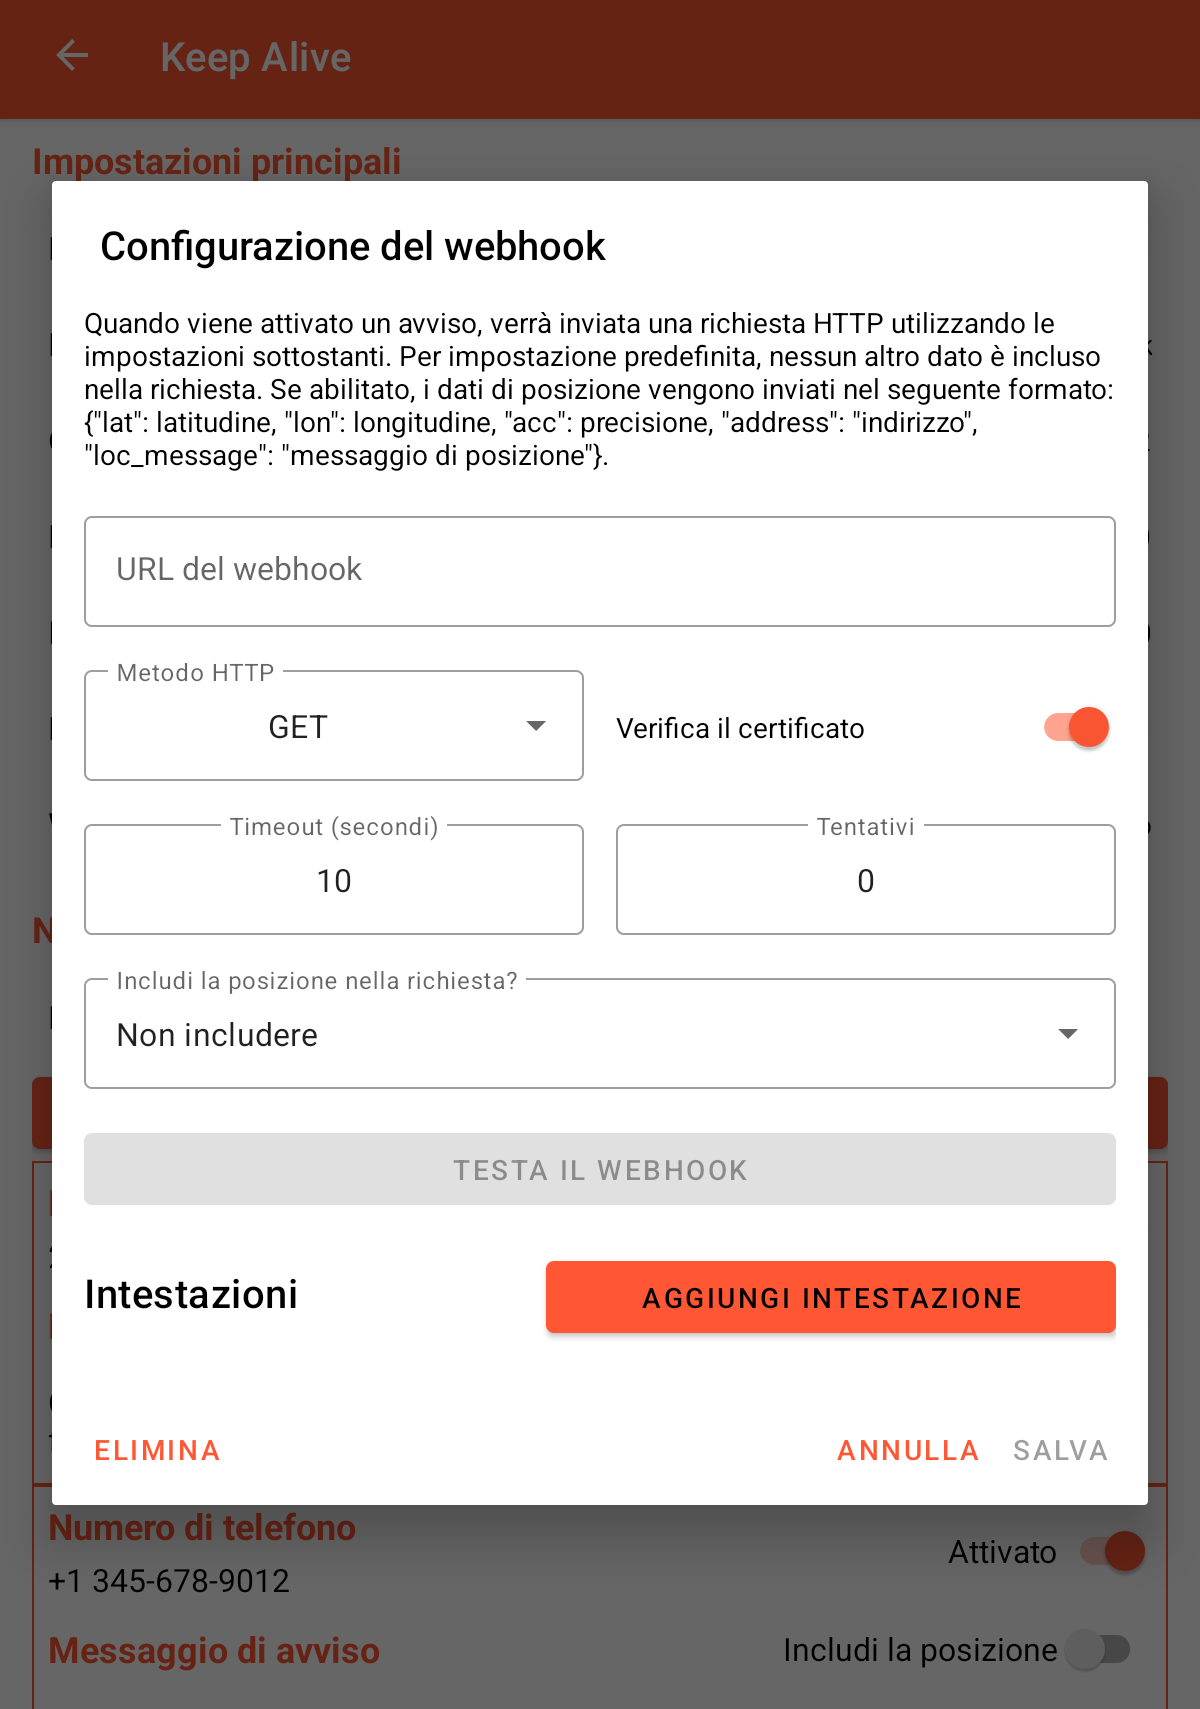 Keep Alive
Impostazioni principali
Configurazione del webhook
Quando viene attivato un avviso, verrà inviata una richiesta HTTP utilizzando le
impostazioni sottostanti. Per impostazione predefinita, nessun altro dato è incluso
nella richiesta. Se abilitato, i dati di posizione vengono inviati nel seguente formato:
{"lat": latitudine, "lon": longitudine, "acc": precisione, "address": "indirizzo",
"loc_message": "messaggio di posizione"}.
URL del webhook
Metodo HTTP
GET
Verifica il certificato
Timeout (secondi)
Tentativi
10
0
Includi la posizione nella richiesta?
Non includere
TESTA IL WEBHOOK
Intestazioni
AGGIUNGI INTESTAZIONE
ELIMINA
ANNULLA
SALVA
Numero di telefono
Attivato
+1 345-678-9012
Messaggio di avviso
Includi la posizione